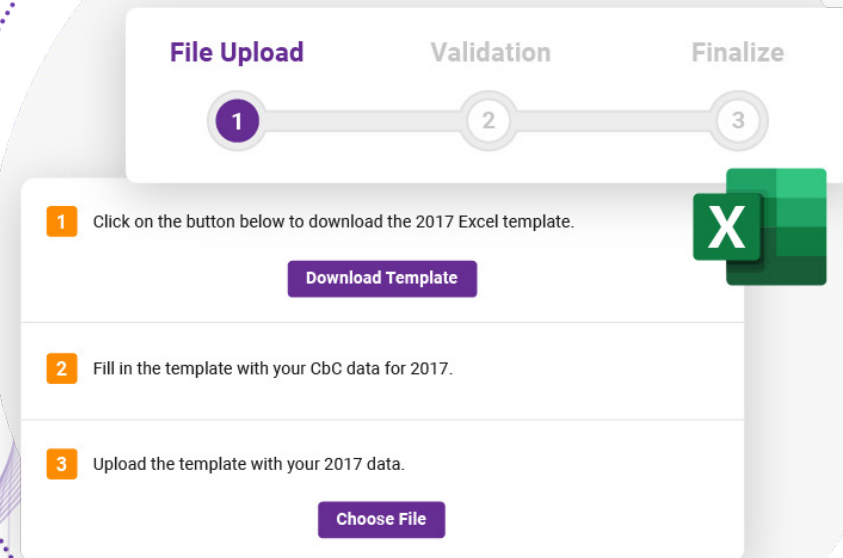 File Upload
Validation
Finalize
1
2
3
1 Click on the button below to download the 2017 Excel template.
Download Template
2 Fill in the template with your CbC data for 2017.
3 Upload the template with your 2017 data.
Choose File
X